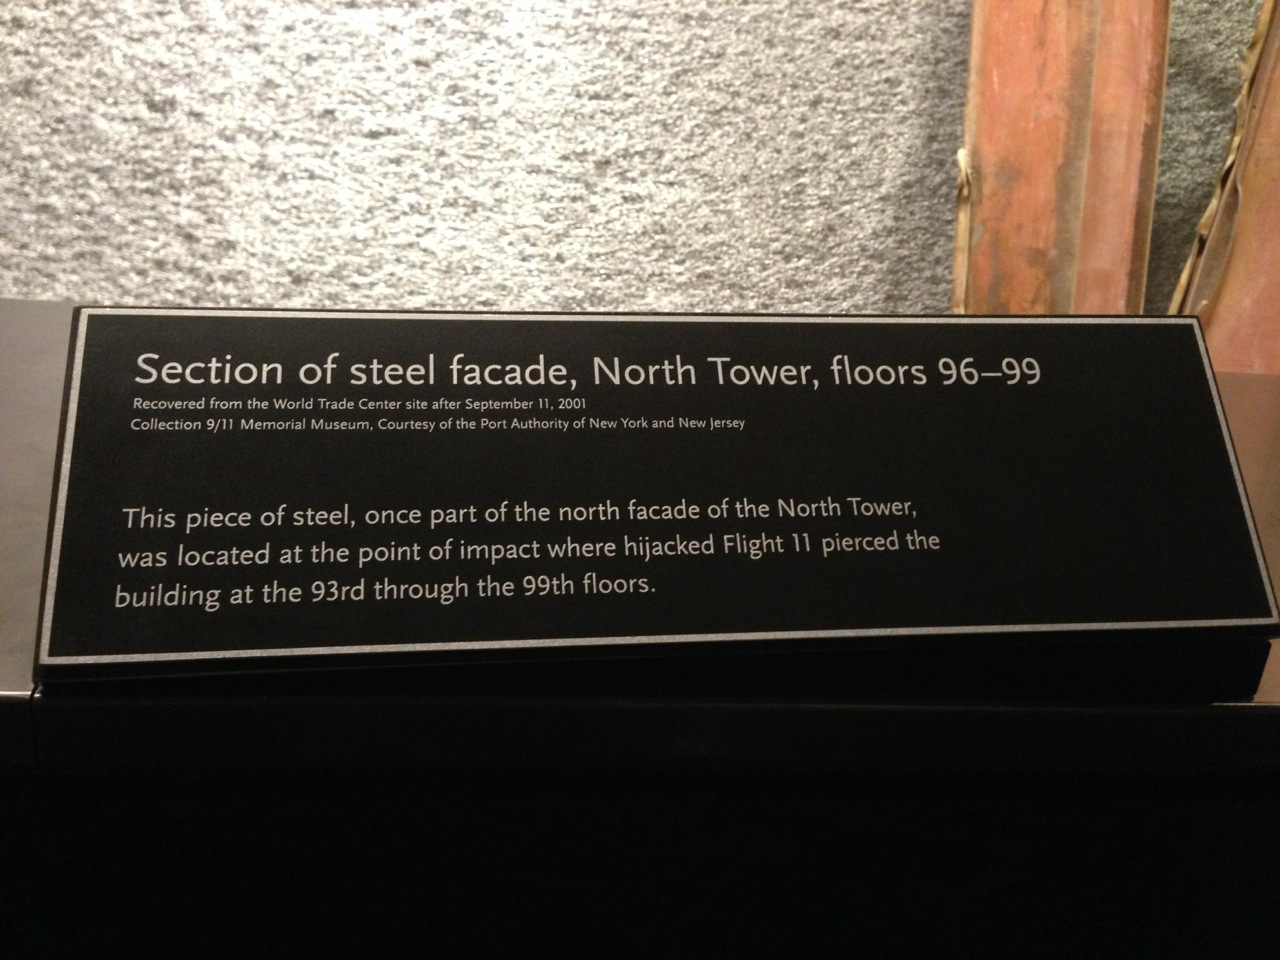 Section of steel facade, North Tower, floors 96–99
Recovered from the World Trade Center site after September 11, 2001
Collection 9/11 Memorial Museum, Courtesy of the Port Authority of New York and New Jersey
This piece of steel, once part of the north facade of the North Tower,
was located at the point of impact where hijacked Flight 11 pierced the
building at the 93rd through the 99th floors.